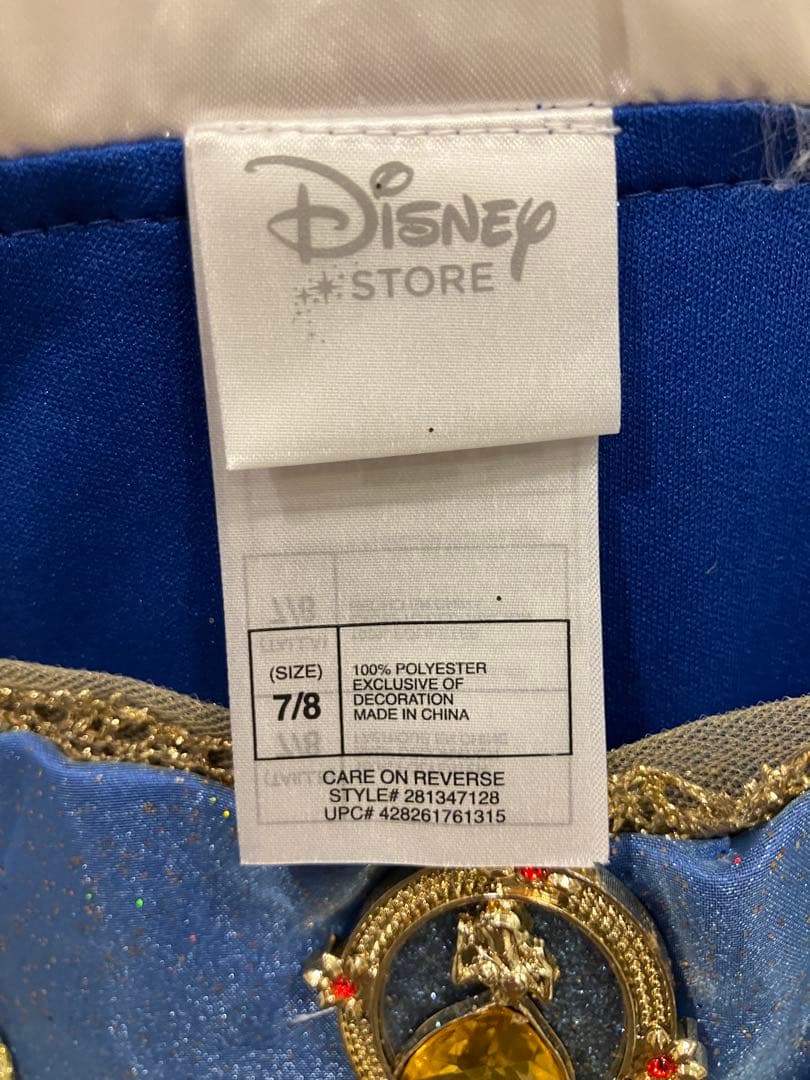 Disney
STORE
(SIZE)
7/8
100% POLYESTER
EXCLUSIVE OF
DECORATION
MADE IN CHINA
CARE ON REVERSE
STYLE# 281347128
UPC# 428261761315